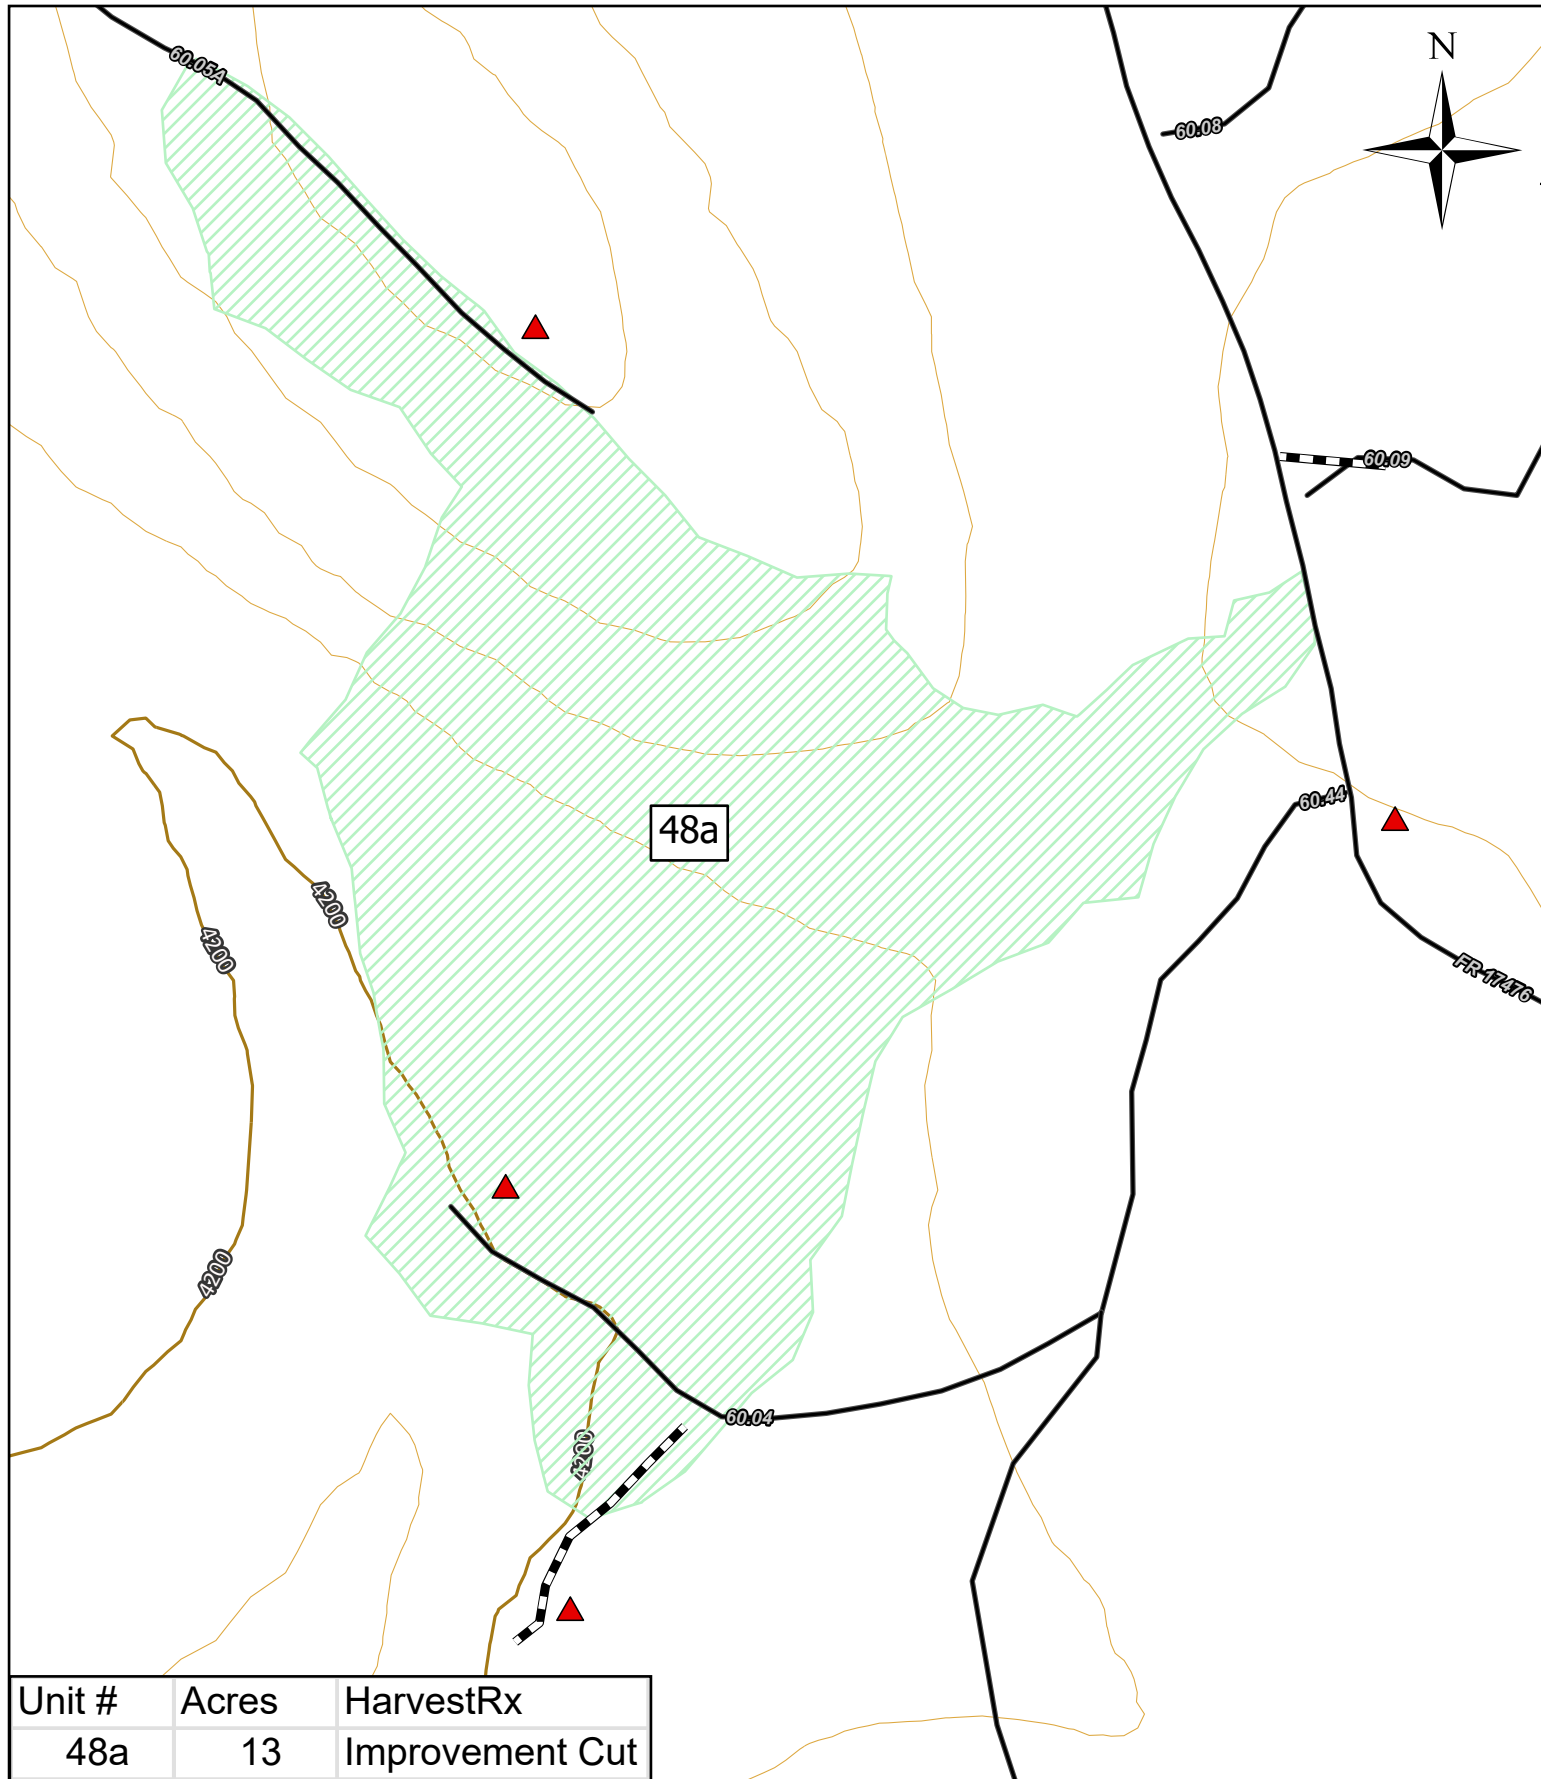 60.05A
N
60.08
60.09
60.44
48a
4200
4200
FR 17476
4200
60.04
4200
Unit # Acres HarvestRx
48a 13 Improvement Cut